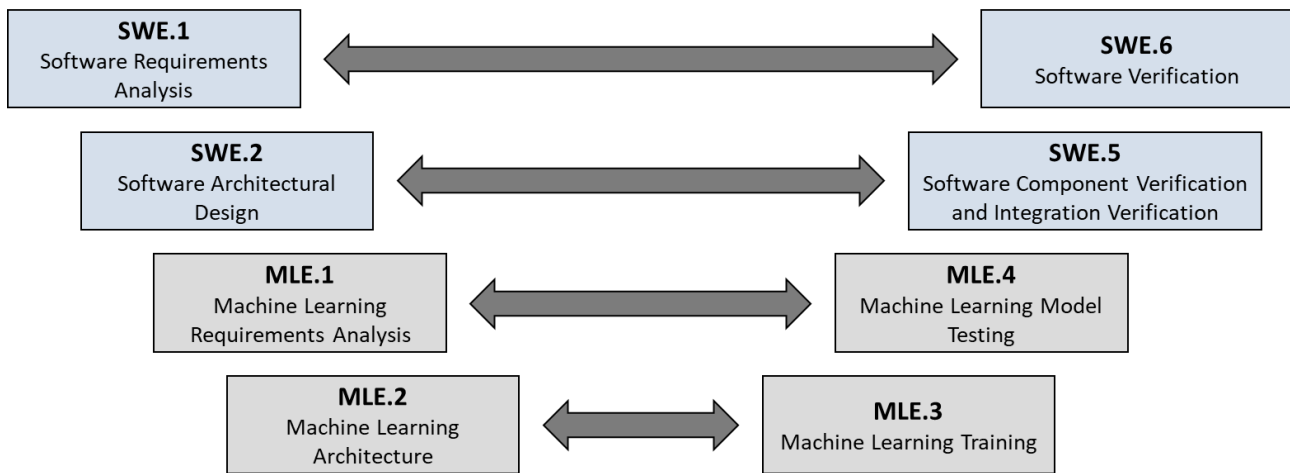 SWE.1
Software Requirements
Analysis
SWE.6
Software Verification
SWE.2
Software Architectural
Design
SWE.5
Software Component Verification
and Integration Verification
MLE.1
Machine Learning
Requirements Analysis
MLE.4
Machine Learning Model
Testing
MLE.2
Machine Learning
Architecture
MLE.3
Machine Learning Training